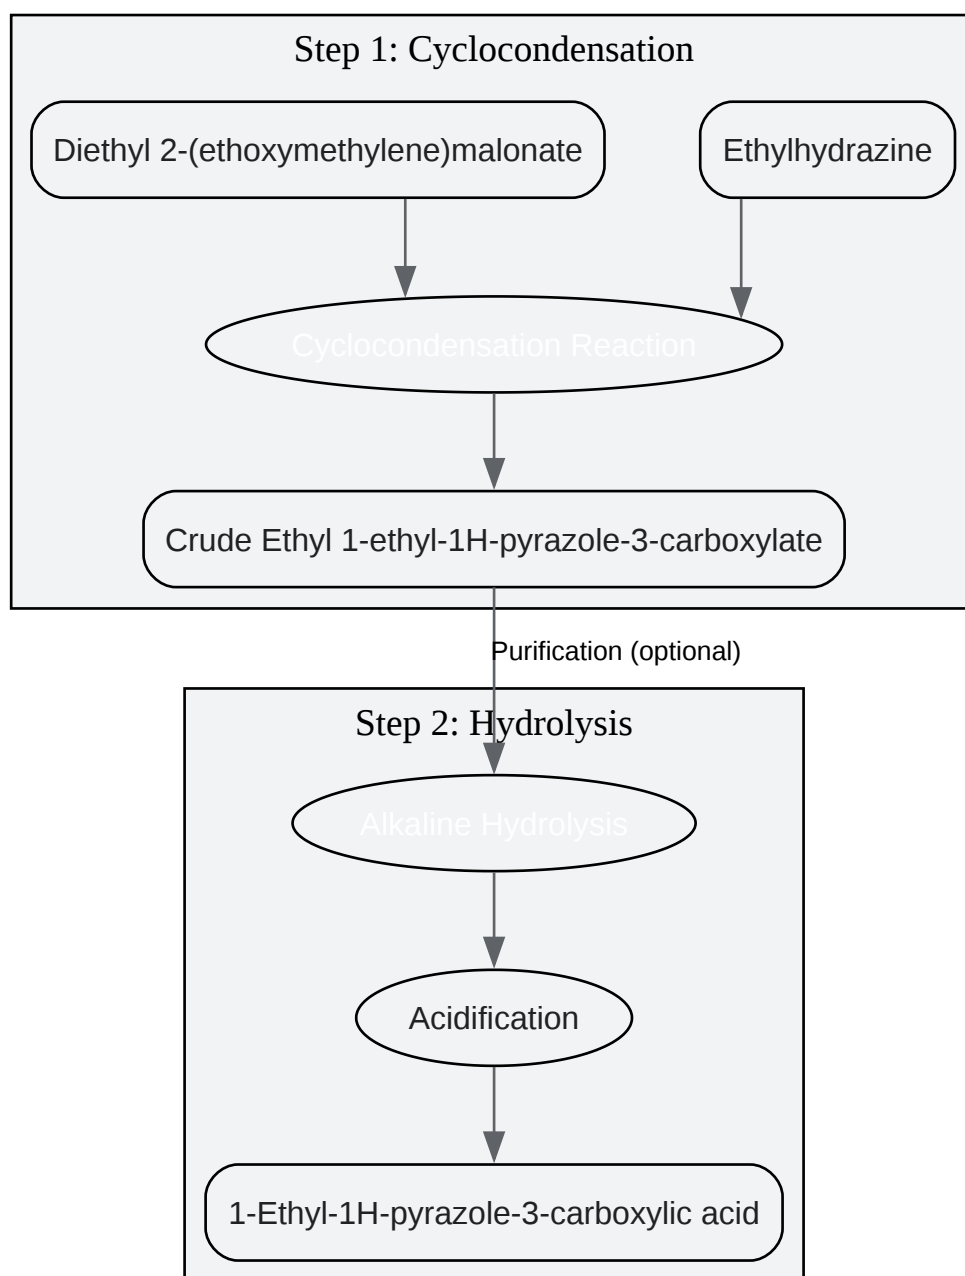 Step 1: Cyclocondensation
Diethyl 2-(ethoxymethylene)malonate
Ethylhydrazine
Cyclocondensation Reaction
Crude Ethyl 1-ethyl-1H-pyrazole-3-carboxylate
Purification (optional)
Step 2: Hydrolysis
Alkaline Hydrolysis
Acidification
1-Ethyl-1H-pyrazole-3-carboxylic acid